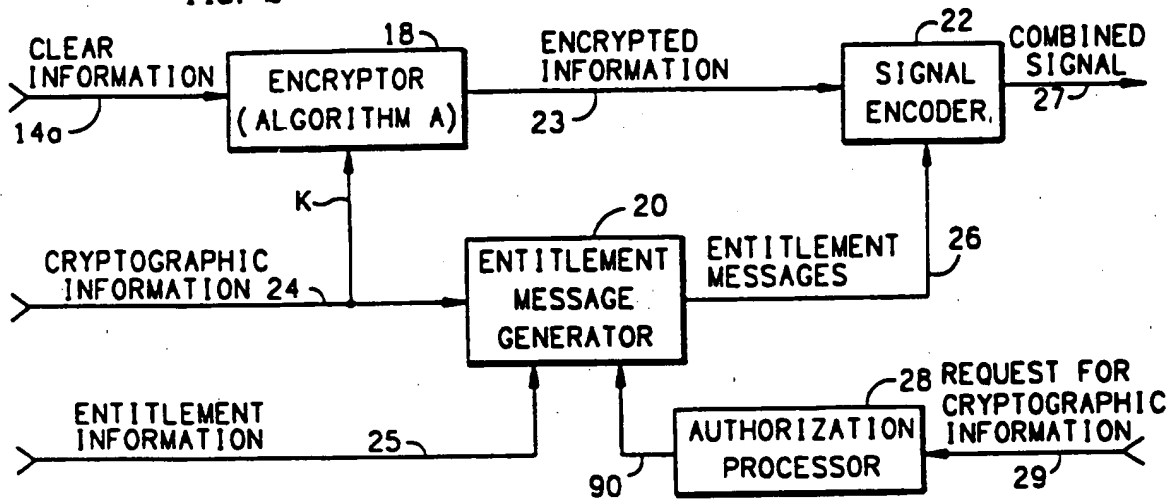 CLEAR
INFORMATION
14a
18
ENCRYPTOR
(ALGORITHM A)
ENCRYPTED
INFORMATION
23
22
SIGNAL
ENCODER
COMBINED
SIGNAL
27
K
CRYPTOGRAPHIC
INFORMATION 24
20
ENTITLEMENT
MESSAGE
GENERATOR
ENTITLEMENT
MESSAGES
26
ENTITLEMENT
INFORMATION
25
90
28
AUTHORIZATION
PROCESSOR
REQUEST FOR
CRYPTOGRAPHIC
INFORMATION
29